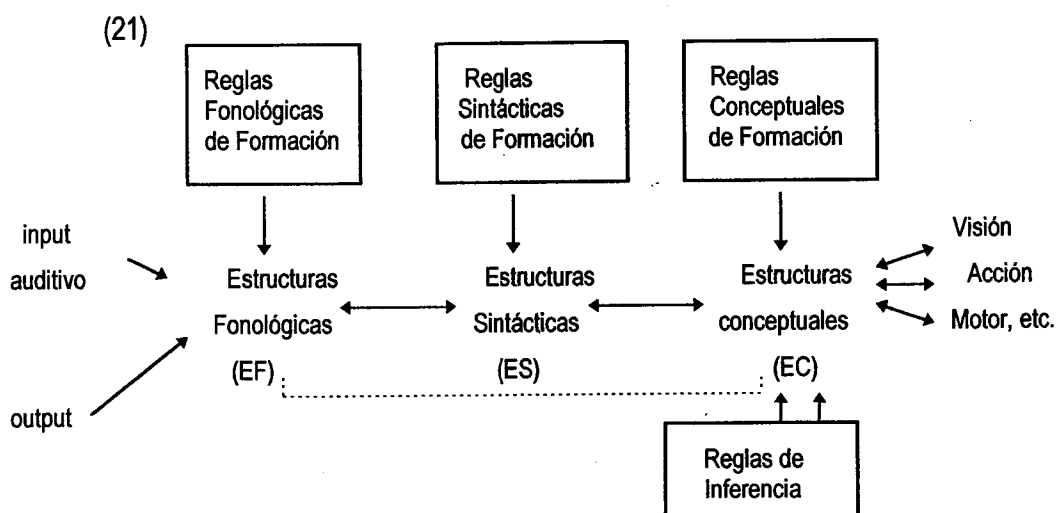 (21)
Reglas
Fonológicas
de Formación
Reglas
Sintácticas
de Formación
Reglas
Conceptuales
de Formación
input
auditivo
output
Estructuras
Fonológicas
(EF)
Estructuras
Sintácticas
(ES)
Estructuras
conceptuales
(EC)
Visión
Acción
Motor, etc.
Reglas de
Inferencia